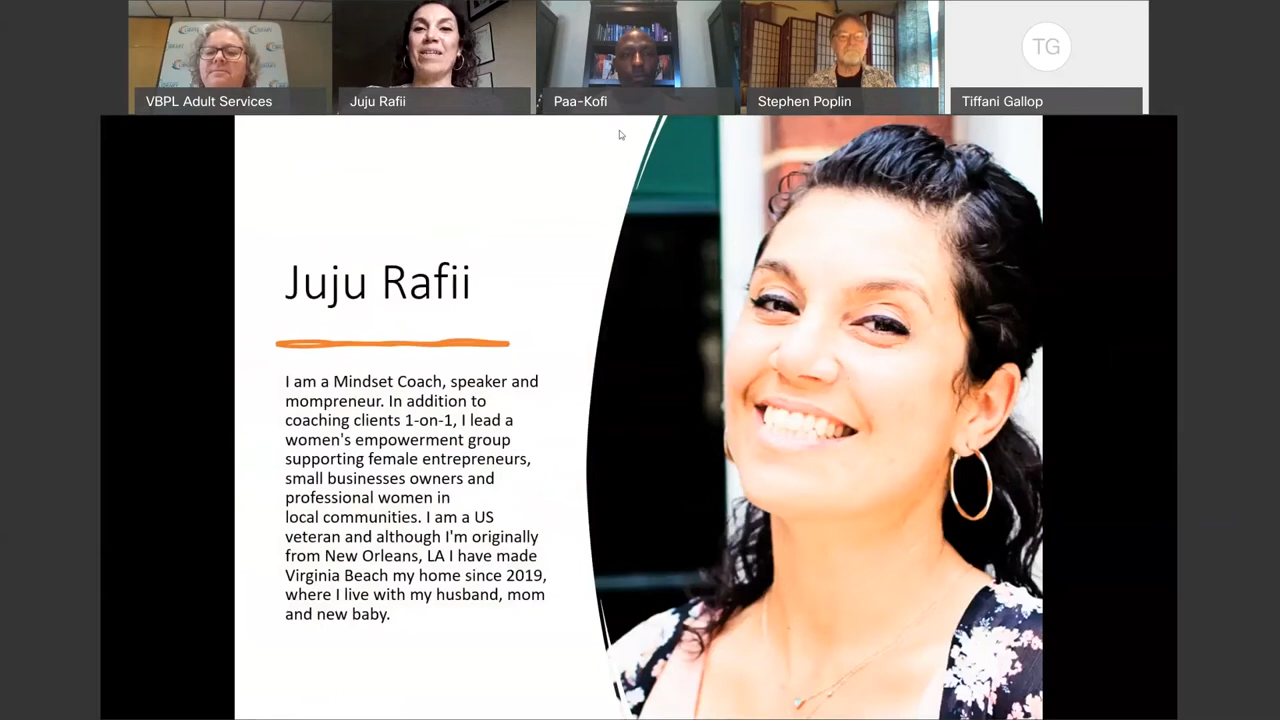 VBPL Adult Services
Juju Rafii
Paa-Kofi
Stephen Poplin
TG
Tiffani Gallop
Juju Rafii
I am a Mindset Coach, speaker and
mompreneur. In addition to
coaching clients 1-on-1, I lead a
women's empowerment group
supporting female entrepreneurs,
small businesses owners and
professional women in
local communities. I am a US
veteran and although I'm originally
from New Orleans, LA I have made
Virginia Beach my home since 2019,
where I live with my husband, mom
and new baby.